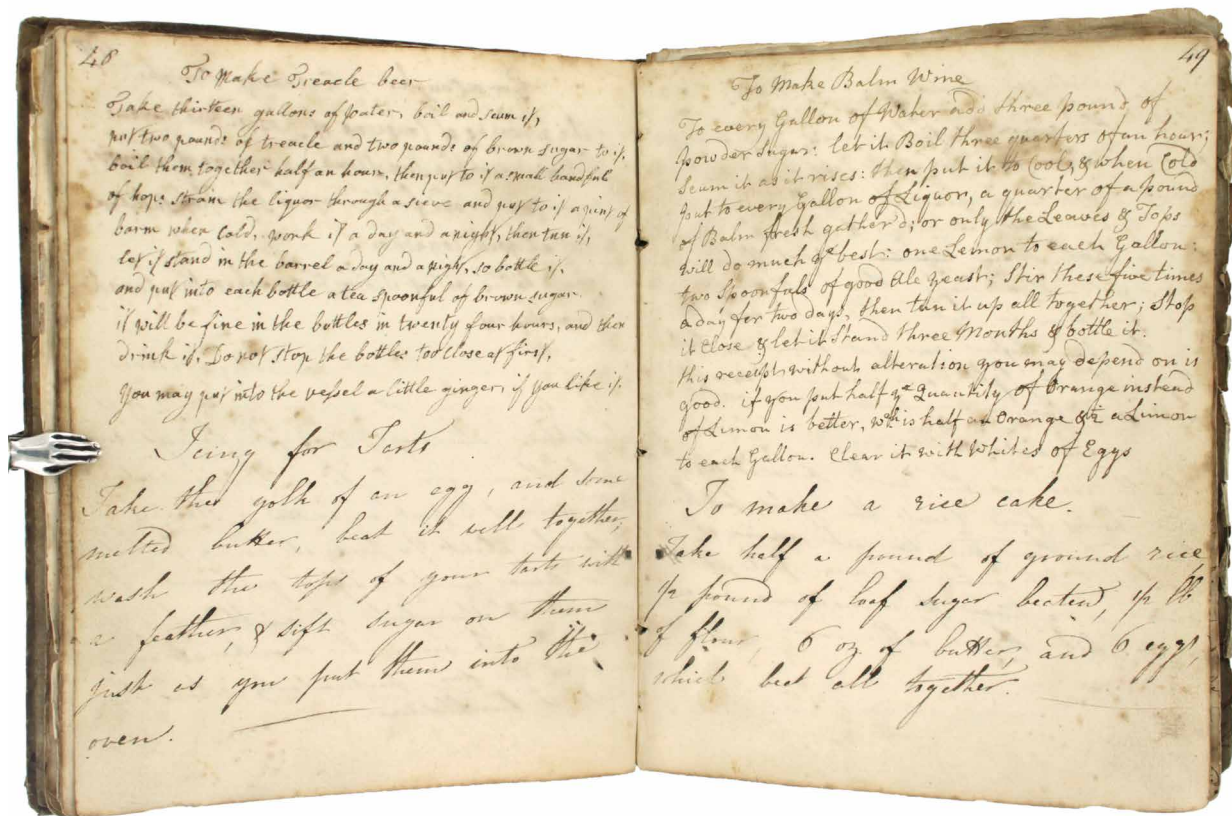 48
To Make Treacle beer
Take thirteen gallons of water, boil and scum it,
put two pounds of treacle and two pounds of brown sugar to it.
boil them together half an hour, then put to it a small handful
of hops strain the liquor through a sieve and put to it a pint of
barm when cold, work it a day and a night, then tun it,
let it stand in the barrel a day and a night, so bottle it.
and put into each bottle a tea spoonful of brown sugar.
it will be fine in the bottles in twenty four hours, and then
drink it. Do not stop the bottles too close at first,
You may put into the vessel a little ginger, if you like it.
Icing for Tarts
Take the yolk of an egg, and some
melted butter, beat it well together,
wash the tops of your tarts with
a feather, & sift sugar on them
just as you put them into the
oven.
49
To Make Balm Wine
To every Gallon of Water add three pound of
powder Sugar: let it Boil three quarters of an hour;
Scum it as it rises: then put it to Cool, & when Cold
put to every Gallon of Liquor, a quarter of a pound
of Balm fresh gather'd, or only the Leaves & Tops
will do much ye best: one Lemon to each Gallon:
two Spoonfuls of good Ale yeast; Stir these five times
a day for two days, then tun it up all together; Stop
it Close & let it Stand three Months & bottle it.
this receipt without alteration you may depend on is
good. if you put half ye Quantity of Orange instead
of Limon is better, wch is half an Orange & ½ a Limon
to each Gallon. Clear it with Whites of Eggs
To make a rice cake.
Take half a pound of ground rice
½ pound of loaf sugar beaten, ½ lb
of flour, 6 oz of butter, and 6 eggs,
which beat all together.